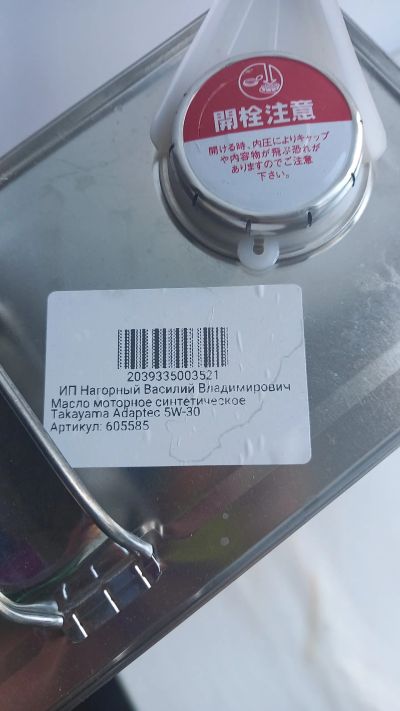 開栓注意
開ける時、内圧によりキャップ
や内容物が飛ぶ恐れが
ありますのでご注意
下さい。
2039335003521
ИП Нагорный Василий Владимирович
Масло моторное синтетическое
Takayama Adaptec 5W-30
Артикул: 605585